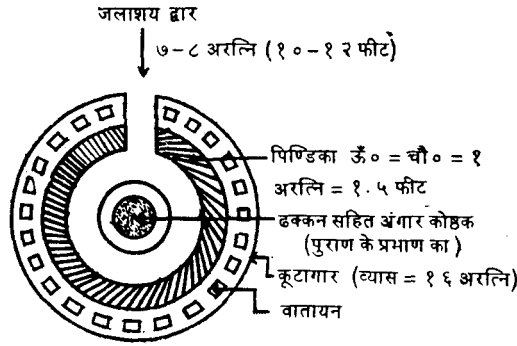 जलाशय द्वार
७-८ अरत्नि (१०-१२ फीट)
पिण्डिका ऊँ० = चौ० = १
अरत्नि = १.५ फीट
ढक्कन सहित अंगार कोष्ठक
(पुराण के प्रभाण का)
कूटागार (व्यास = १६ अरत्नि)
वातायन